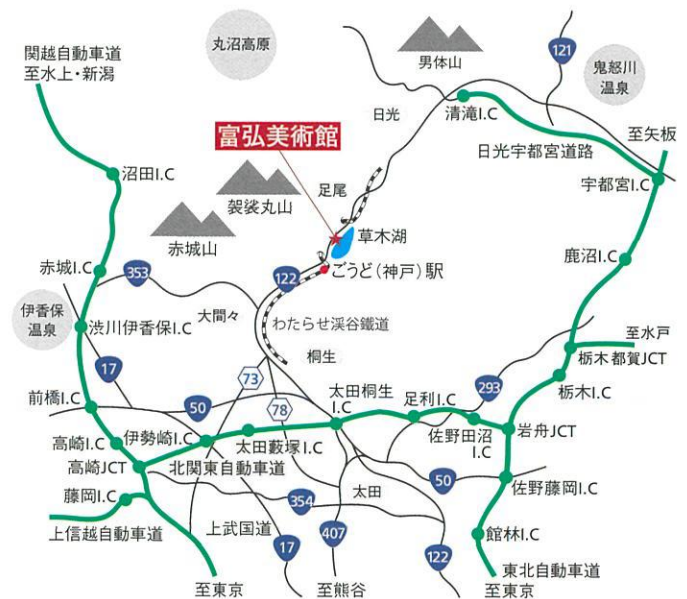 関越自動車道
至水上・新潟
丸沼高原
男体山
121
鬼怒川
温泉
日光
清滝I.C
至矢板
富弘美術館
日光宇都宮道路
沼田I.C
足尾
宇都宮I.C
袈裟丸山
草木湖
赤城山
鹿沼I.C
赤城I.C
353
122
ごうど(神戸)駅
伊香保
温泉
大間々
渋川伊香保I.C
わたらせ渓谷鐵道
至水戸
17
桐生
栃木都賀JCT
73
293
前橋I.C
50
78
太田桐生
I.C
足利I.C
栃木I.C
高崎I.C
伊勢崎I.C
太田藪塚I.C
佐野田沼
I.C
岩舟JCT
高崎JCT
北関東自動車道
50
佐野藤岡I.C
藤岡I.C
太田
354
上信越自動車道
上武国道
館林I.C
17
407
122
東北自動車道
至東京
至熊谷
至東京